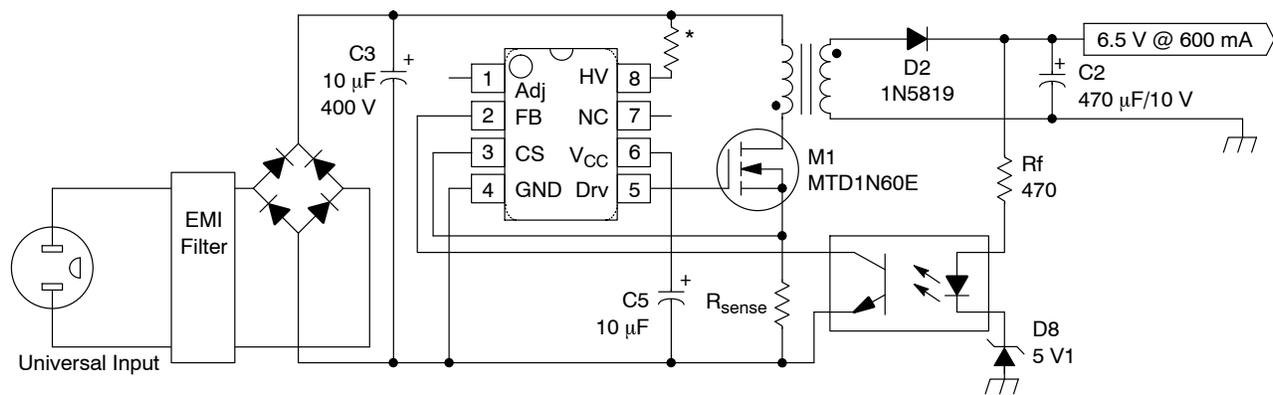 C3
10 μF
400 V
+
*
1
Adj
HV
8
2
FB
NC
7
3
CS
VCC
6
4
GND
Drv
5
D2
1N5819
6.5 V @ 600 mA
+
C2
470 μF/10 V
M1
MTD1N60E
Rf
470
EMI
Filter
Universal Input
+
C5
10 μF
Rsense
D8
5 V1